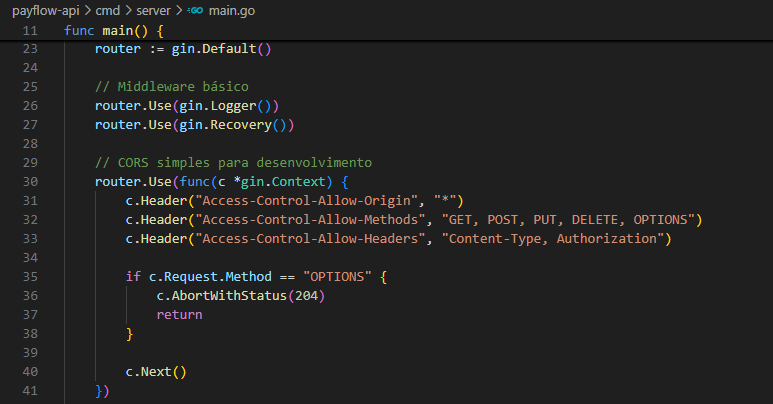 payflow-api > cmd > server > GO main.go
11 func main() {
23     router := gin.Default()
24
25     // Middleware básico
26     router.Use(gin.Logger())
27     router.Use(gin.Recovery())
28
29     // CORS simples para desenvolvimento
30     router.Use(func(c *gin.Context) {
31         c.Header("Access-Control-Allow-Origin", "*")
32         c.Header("Access-Control-Allow-Methods", "GET, POST, PUT, DELETE, OPTIONS")
33         c.Header("Access-Control-Allow-Headers", "Content-Type, Authorization")
34
35         if c.Request.Method == "OPTIONS" {
36             c.AbortWithStatus(204)
37             return
38         }
39
40         c.Next()
41     })